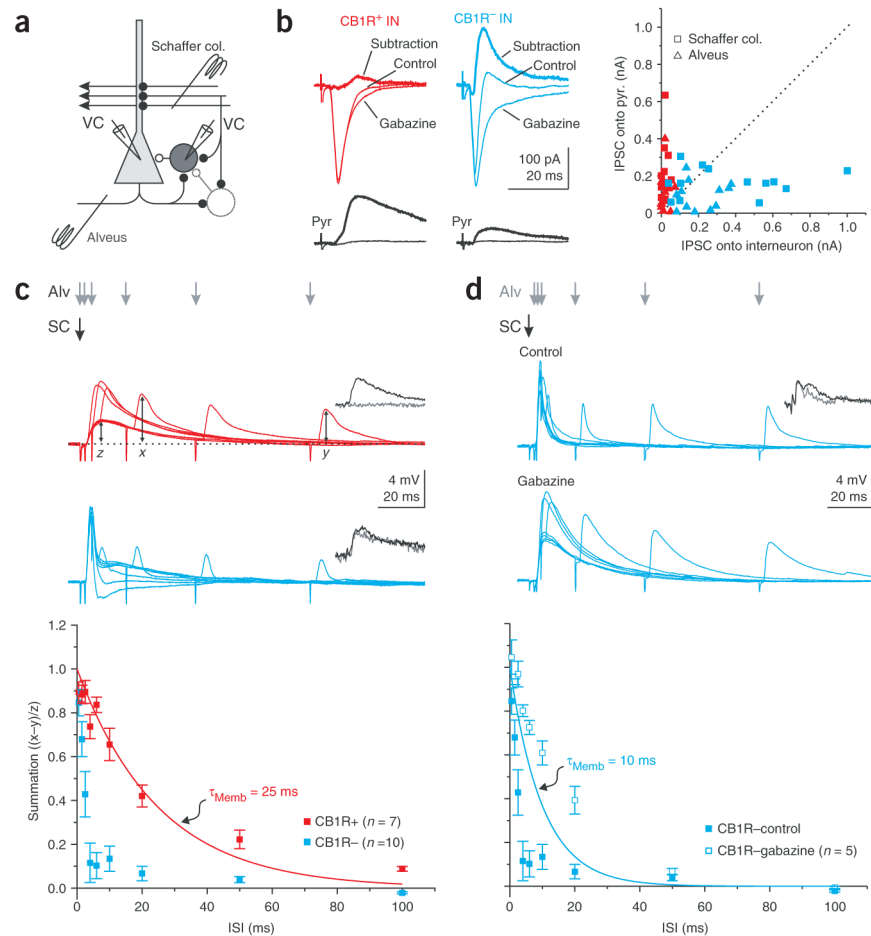 a
Schaffer col.
VC
VC
Alveus
b
CB1R+ IN
Subtraction
Control
Gabazine
CB1R– IN
Subtraction
Control
Gabazine
100 pA
20 ms
Pyr
Pyr
IPSC onto pyr. (nA)
1.0
0.8
0.6
0.4
0.2
0
0
0.2
0.4
0.6
0.8
1.0
IPSC onto interneuron (nA)
Schaffer col.
Alveus
c
Alv
SC
z
x
y
4 mV
20 ms
Summation ((x–y)/z)
1.2
1.0
0.8
0.6
0.4
0.2
0.0
0
20
40
60
80
100
ISI (ms)
τMemb = 25 ms
CB1R+ (n = 7)
CB1R– (n =10)
d
Alv
SC
Control
Gabazine
4 mV
20 ms
τMemb = 10 ms
CB1R–control
CB1R–gabazine (n = 5)
0
20
40
60
80
100
ISI (ms)